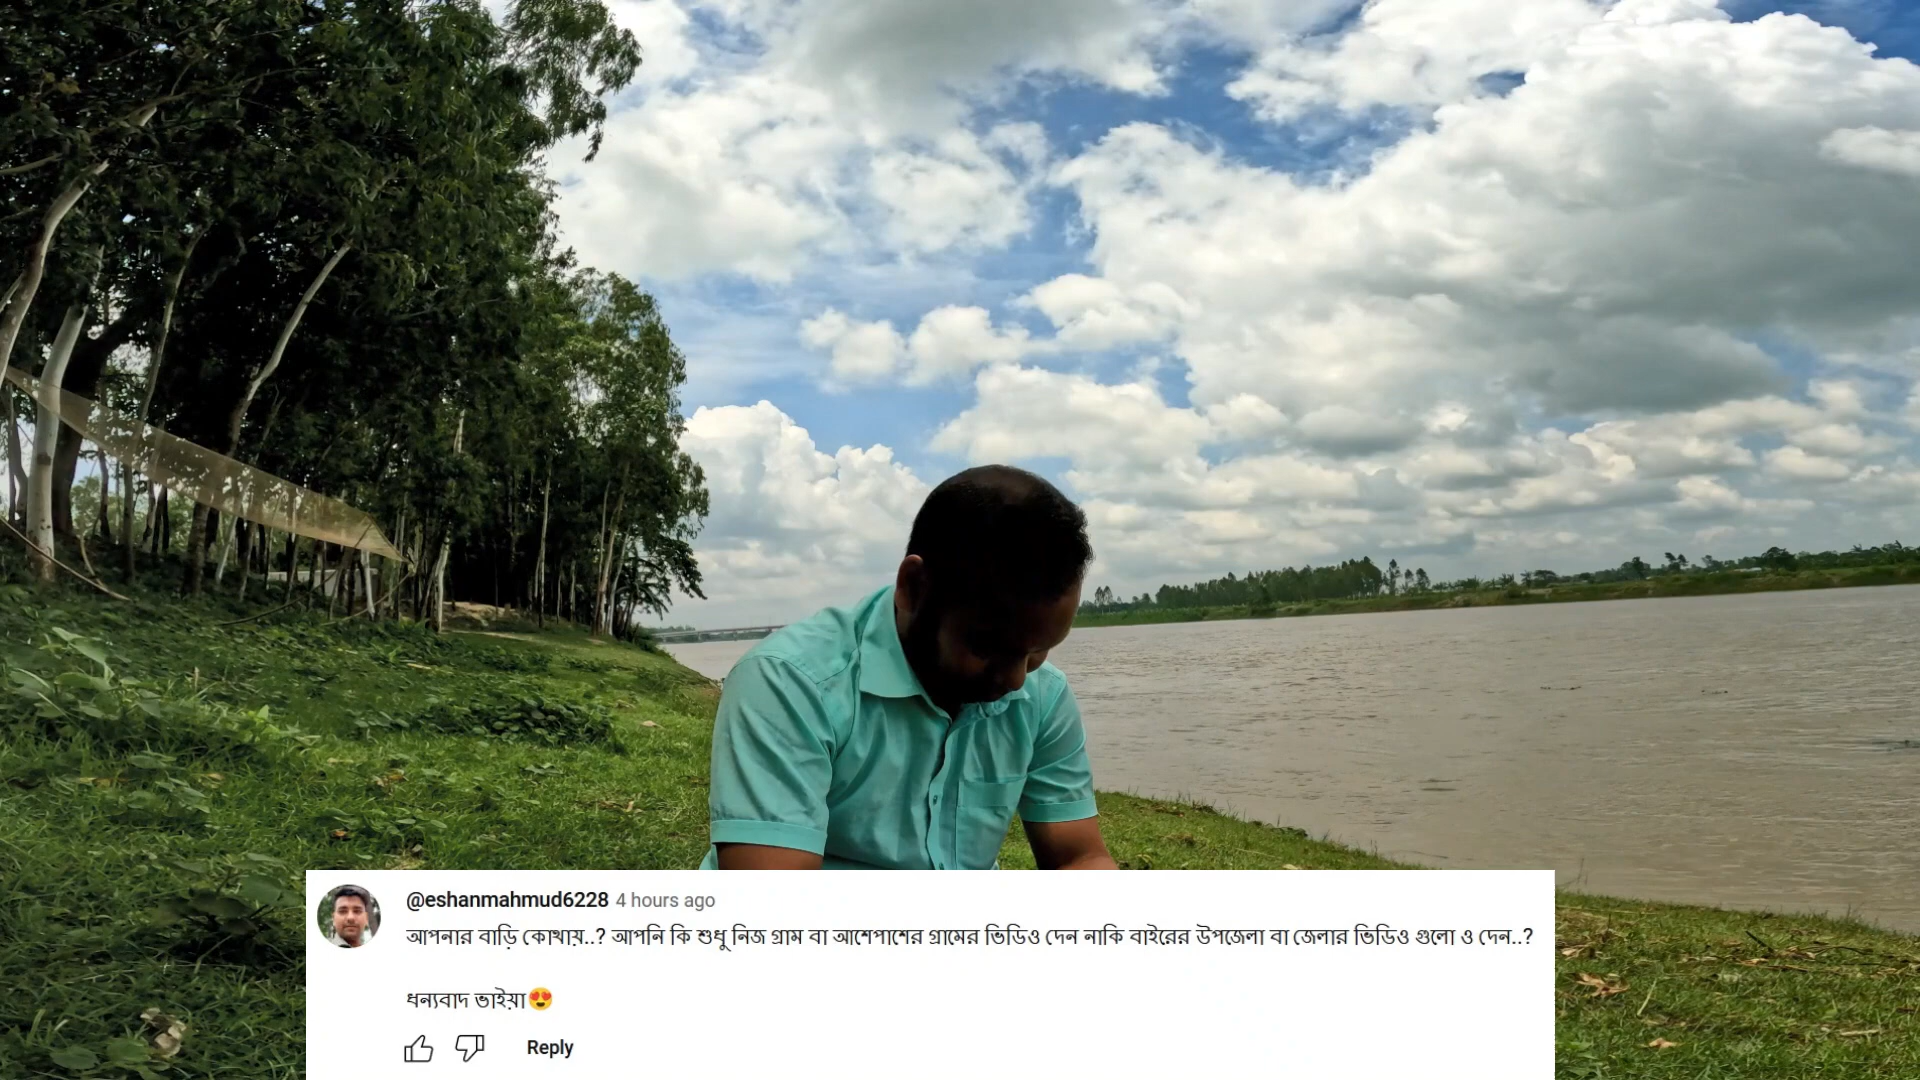 @eshanmahmud6228 4 hours ago
আপনার বাড়ি কোথায়..? আপনি কি শুধু নিজ গ্রাম বা আশেপাশের গ্রামের ভিডিও দেন নাকি বাইরের উপজেলা বা জেলার ভিডিও গুলো ও দেন..?
ধন্যবাদ ভাইয়া😍
Reply